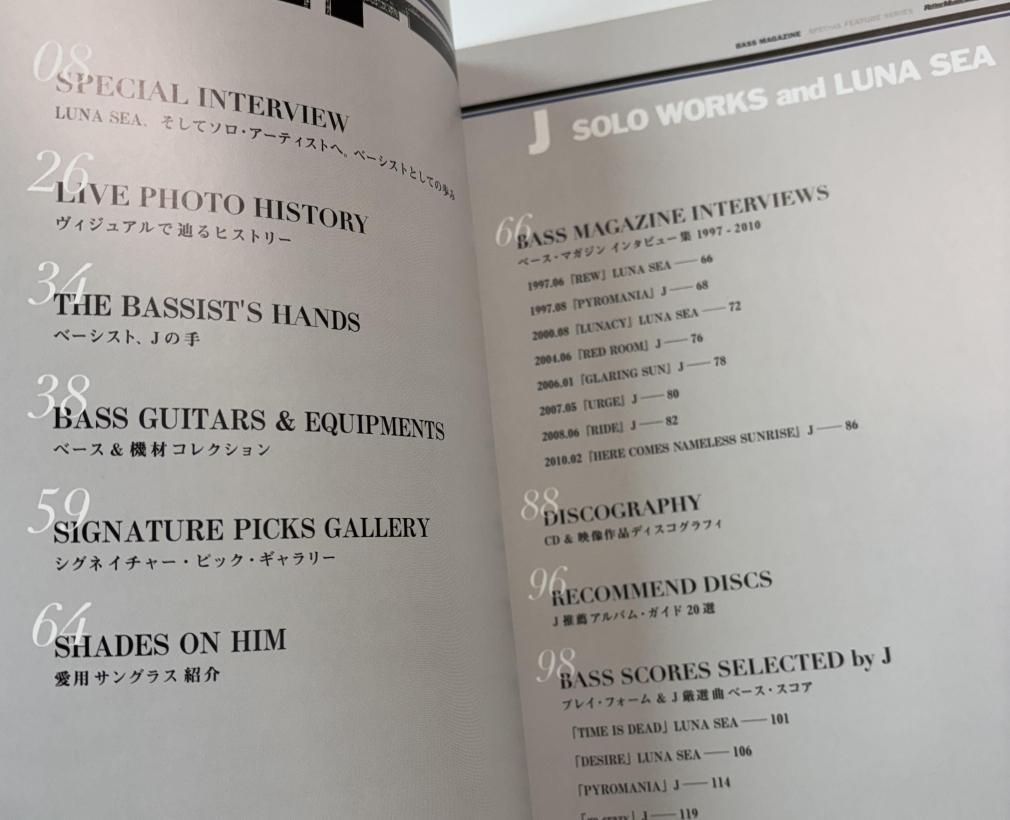 08
SPECIAL INTERVIEW
LUNA SEA、そしてソロ・アーティストへ。ベーシストとしての歩み
26
LIVE PHOTO HISTORY
ヴィジュアルで辿るヒストリー
34
THE BASSIST'S HANDS
ベーシスト、Jの手
38
BASS GUITARS & EQUIPMENTS
ベース & 機材コレクション
59
SIGNATURE PICKS GALLERY
シグネイチャー・ピック・ギャラリー
64
SHADES ON HIM
愛用サングラス紹介
BASS MAGAZINE SPECIAL FEATURE SERIES
J SOLO WORKS and LUNA SEA
66
BASS MAGAZINE INTERVIEWS
ベース・マガジン インタビュー集 1997 - 2010
1997.06「REW」LUNA SEA ── 66
1997.08「PYROMANIA」J ── 68
2000.08「LUNACY」LUNA SEA ── 72
2004.06「RED ROOM」J ── 76
2006.01「GLARING SUN」J ── 78
2007.05「URGE」J ── 80
2008.06「RIDE」J ── 82
2010.02「HERE COMES NAMELESS SUNRISE」J ── 86
88
DISCOGRAPHY
CD & 映像作品ディスコグラフィ
96
RECOMMEND DISCS
J 推薦アルバム・ガイド 20選
98
BASS SCORES SELECTED by J
プレイ・フォーム & J 厳選曲ベース・スコア
「TIME IS DEAD」LUNA SEA ── 101
「DESIRE」LUNA SEA ── 106
「PYROMANIA」J ── 114
J ── 119